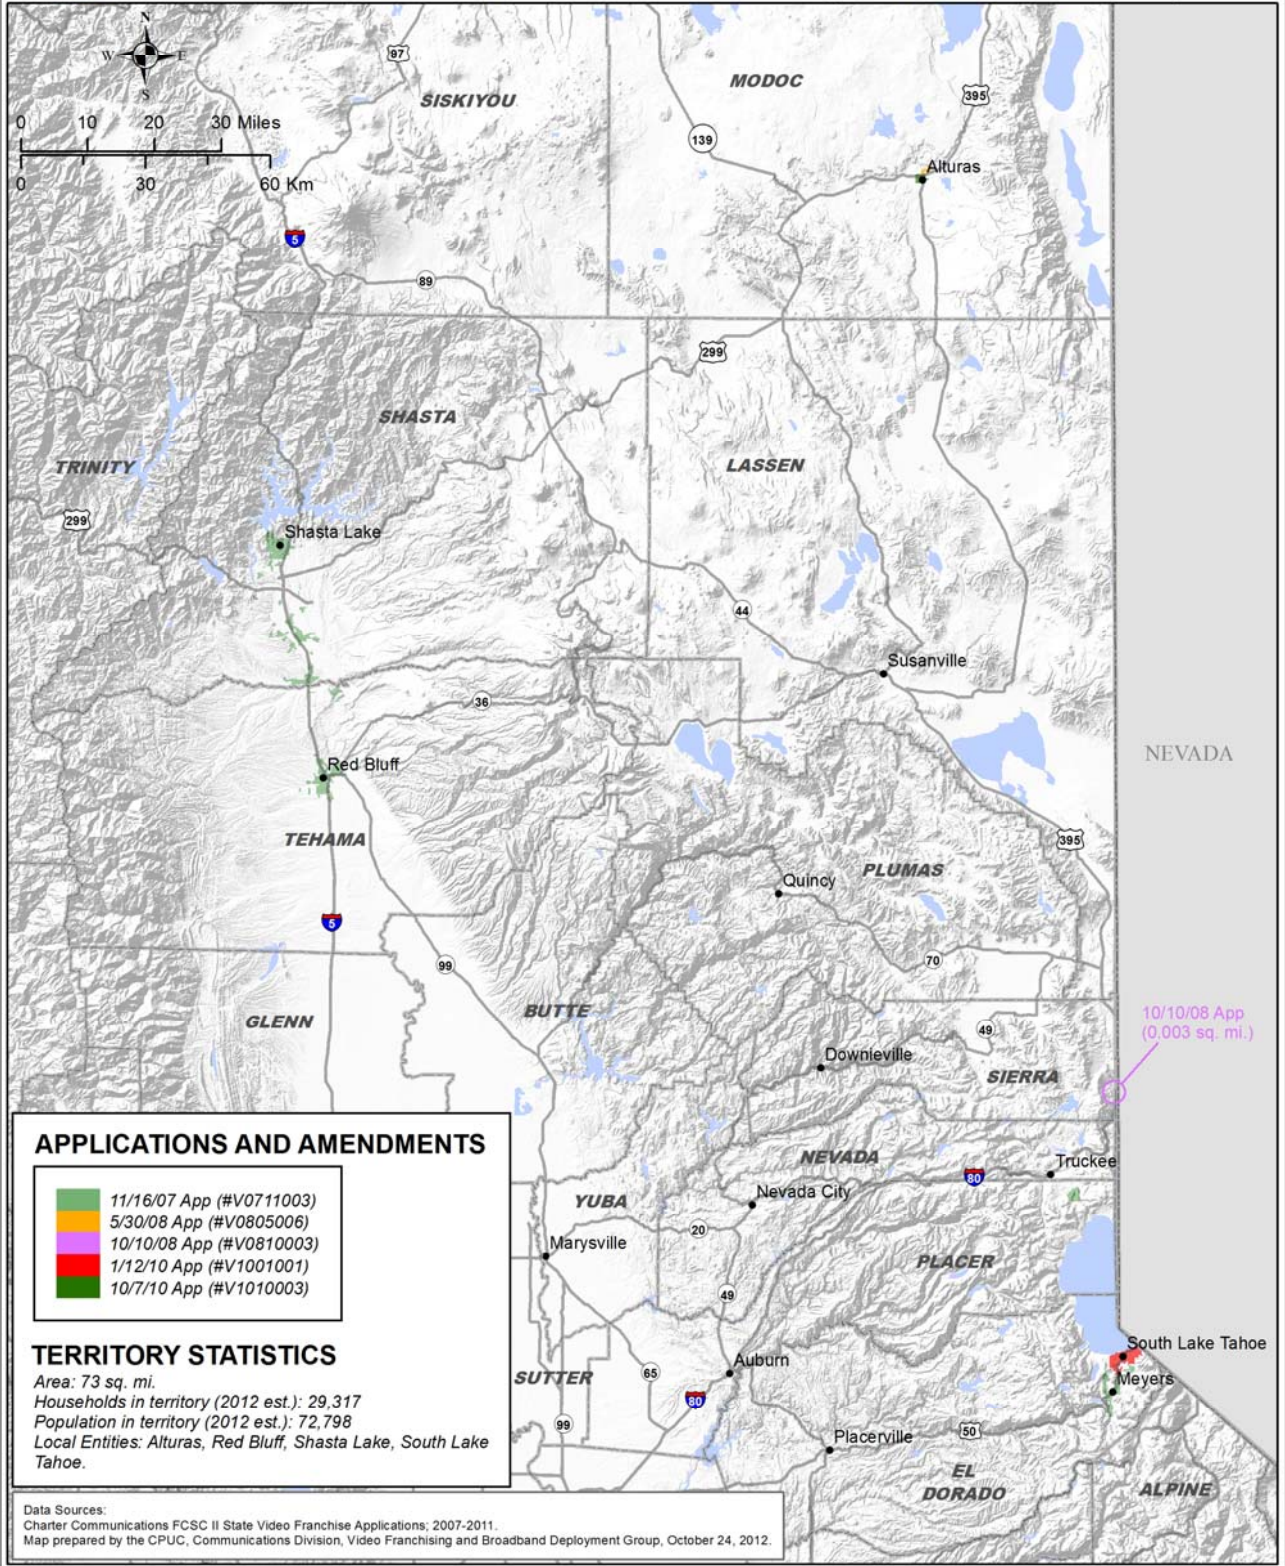 N
W E
S
0 10 20 30 Miles
0 30 60 Km
97
SISKIYOU
MODOC
395
139
Alturas
5
89
299
SHASTA
TRINITY
LASSEN
299
Shasta Lake
44
Susanville
36
NEVADA
Red Bluff
TEHAMA
395
PLUMAS
Quincy
5
99
70
BUTTE
GLENN
10/10/08 App
(0.003 sq. mi.)
49
Downieville
SIERRA
APPLICATIONS AND AMENDMENTS
11/16/07 App (#V0711003)
5/30/08 App (#V0805006)
10/10/08 App (#V0810003)
1/12/10 App (#V1001001)
10/7/10 App (#V1010003)
TERRITORY STATISTICS
Area: 73 sq. mi.
Households in territory (2012 est.): 29,317
Population in territory (2012 est.): 72,798
Local Entities: Alturas, Red Bluff, Shasta Lake, South Lake
Tahoe.
NEVADA
80
Truckee
YUBA
Nevada City
20
Marysville
PLACER
49
South Lake Tahoe
Auburn
SUTTER
65
Meyers
80
99
50
Placerville
EL
DORADO
ALPINE
Data Sources:
Charter Communications FCSC II State Video Franchise Applications; 2007-2011.
Map prepared by the CPUC, Communications Division, Video Franchising and Broadband Deployment Group, October 24, 2012.